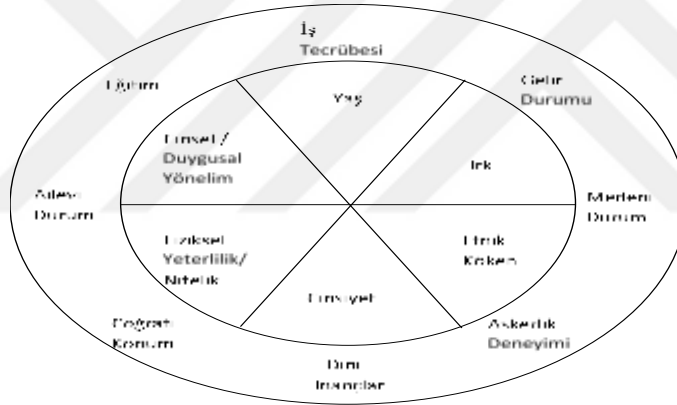 İş
Tecrübesi
Eğitim
Gelir
Durumu
Yaş
Cinsel /
Duygusal
Yönelim
Irk
Ailevi
Durum
Medeni
Durum
Fiziksel
Yeterlilik/
Nitelik
Etnik
Köken
Cinsiyet
Coğrafi
Konum
Askerlik
Deneyimi
Dini
İnançlar